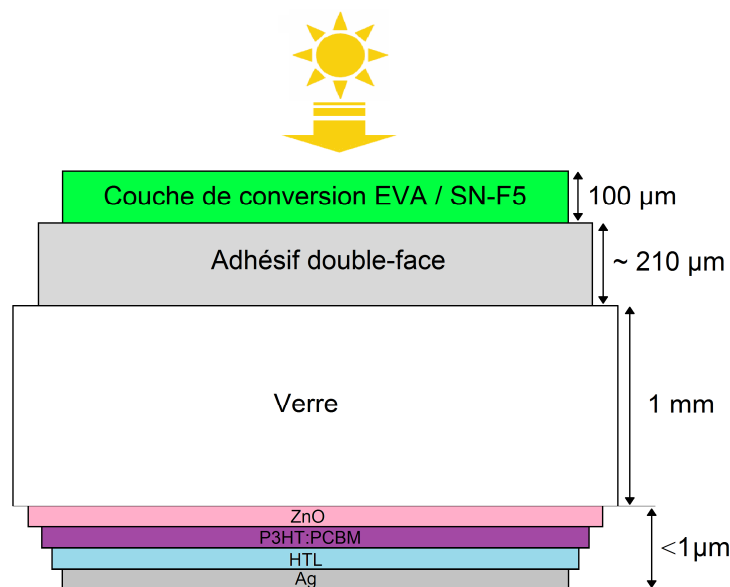 Couche de conversion EVA / SN-F5
100 µm
Adhésif double-face
~ 210 µm
Verre
1 mm
ZnO
P3HT:PCBM
<1µm
HTL
Ag